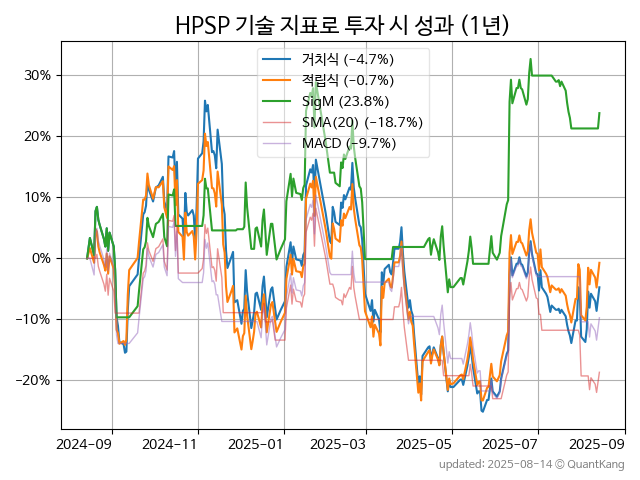 HPSP 기술 지표로 투자 시 성과 (1년)
거치식 (−4.7%)
적립식 (−0.7%)
SigM (23.8%)
SMA(20) (−18.7%)
MACD (−9.7%)
30%
20%
10%
0%
−10%
−20%
2024-09 2024-11 2025-01 2025-03 2025-05 2025-07 2025-09
updated: 2025-08-14 © QuantKang